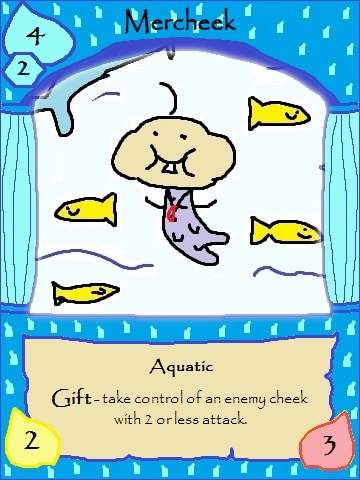 Mercheek
4
2
Aquatic
Gift - take control of an enemy cheek
with 2 or less attack.
2
3